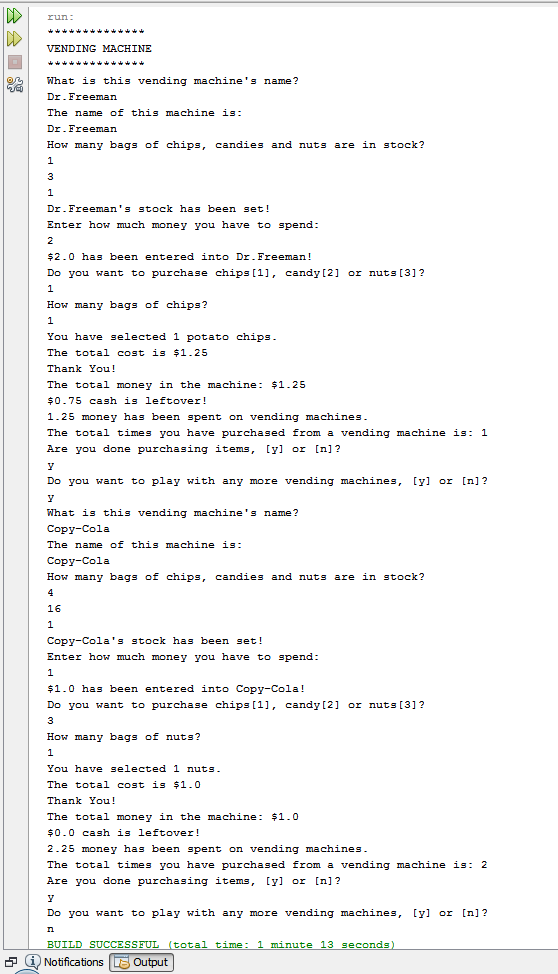 run:
**************
VENDING MACHINE
**************
What is this vending machine's name?
Dr.Freeman
The name of this machine is:
Dr.Freeman
How many bags of chips, candies and nuts are in stock?
1
3
1
Dr.Freeman's stock has been set!
Enter how much money you have to spend:
2
$2.0 has been entered into Dr.Freeman!
Do you want to purchase chips[1], candy[2] or nuts[3]?
1
How many bags of chips?
1
You have selected 1 potato chips.
The total cost is $1.25
Thank You!
The total money in the machine: $1.25
$0.75 cash is leftover!
1.25 money has been spent on vending machines.
The total times you have purchased from a vending machine is: 1
Are you done purchasing items, [y] or [n]?
y
Do you want to play with any more vending machines, [y] or [n]?
y
What is this vending machine's name?
Copy-Cola
The name of this machine is:
Copy-Cola
How many bags of chips, candies and nuts are in stock?
4
16
1
Copy-Cola's stock has been set!
Enter how much money you have to spend:
1
$1.0 has been entered into Copy-Cola!
Do you want to purchase chips[1], candy[2] or nuts[3]?
3
How many bags of nuts?
1
You have selected 1 nuts.
The total cost is $1.0
Thank You!
The total money in the machine: $1.0
$0.0 cash is leftover!
2.25 money has been spent on vending machines.
The total times you have purchased from a vending machine is: 2
Are you done purchasing items, [y] or [n]?
y
Do you want to play with any more vending machines, [y] or [n]?
n
BUILD SUCCESSFUL (total time: 1 minute 13 seconds)
Notifications Output